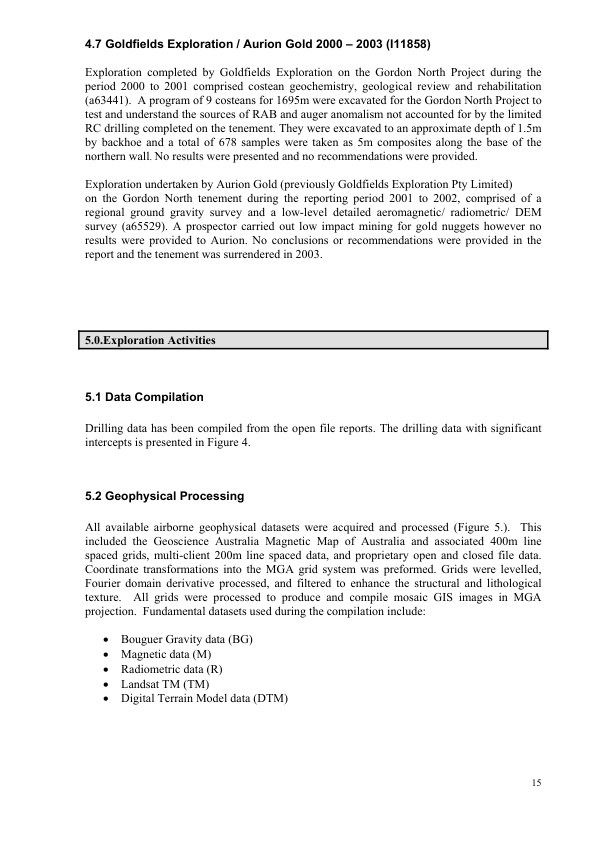 4.7 Goldfields Exploration / Aurion Gold 2000 – 2003 (I11858)
Exploration completed by Goldfields Exploration on the Gordon North Project during the
period 2000 to 2001 comprised costean geochemistry, geological review and rehabilitation
(a63441).  A program of 9 costeans for 1695m were excavated for the Gordon North Project to
test and understand the sources of RAB and auger anomalism not accounted for by the limited
RC drilling completed on the tenement. They were excavated to an approximate depth of 1.5m
by backhoe and a total of 678 samples were taken as 5m composites along the base of the
northern wall. No results were presented and no recommendations were provided.
Exploration undertaken by Aurion Gold (previously Goldfields Exploration Pty Limited)
on the Gordon North tenement during the reporting period 2001 to 2002, comprised of a
regional ground gravity survey and a low-level detailed aeromagnetic/ radiometric/ DEM
survey (a65529). A prospector carried out low impact mining for gold nuggets however no
results were provided to Aurion. No conclusions or recommendations were provided in the
report and the tenement was surrendered in 2003.
5.0.Exploration Activities
5.1 Data Compilation
Drilling data has been compiled from the open file reports. The drilling data with significant
intercepts is presented in Figure 4.
5.2 Geophysical Processing
All available airborne geophysical datasets were acquired and processed (Figure 5.).  This
included the Geoscience Australia Magnetic Map of Australia and associated 400m line
spaced grids, multi-client 200m line spaced data, and proprietary open and closed file data.
Coordinate transformations into the MGA grid system was preformed. Grids were levelled,
Fourier domain derivative processed, and filtered to enhance the structural and lithological
texture.  All grids were processed to produce and compile mosaic GIS images in MGA
projection.  Fundamental datasets used during the compilation include:
• Bouguer Gravity data (BG)
• Magnetic data (M)
• Radiometric data (R)
• Landsat TM (TM)
• Digital Terrain Model data (DTM)
15